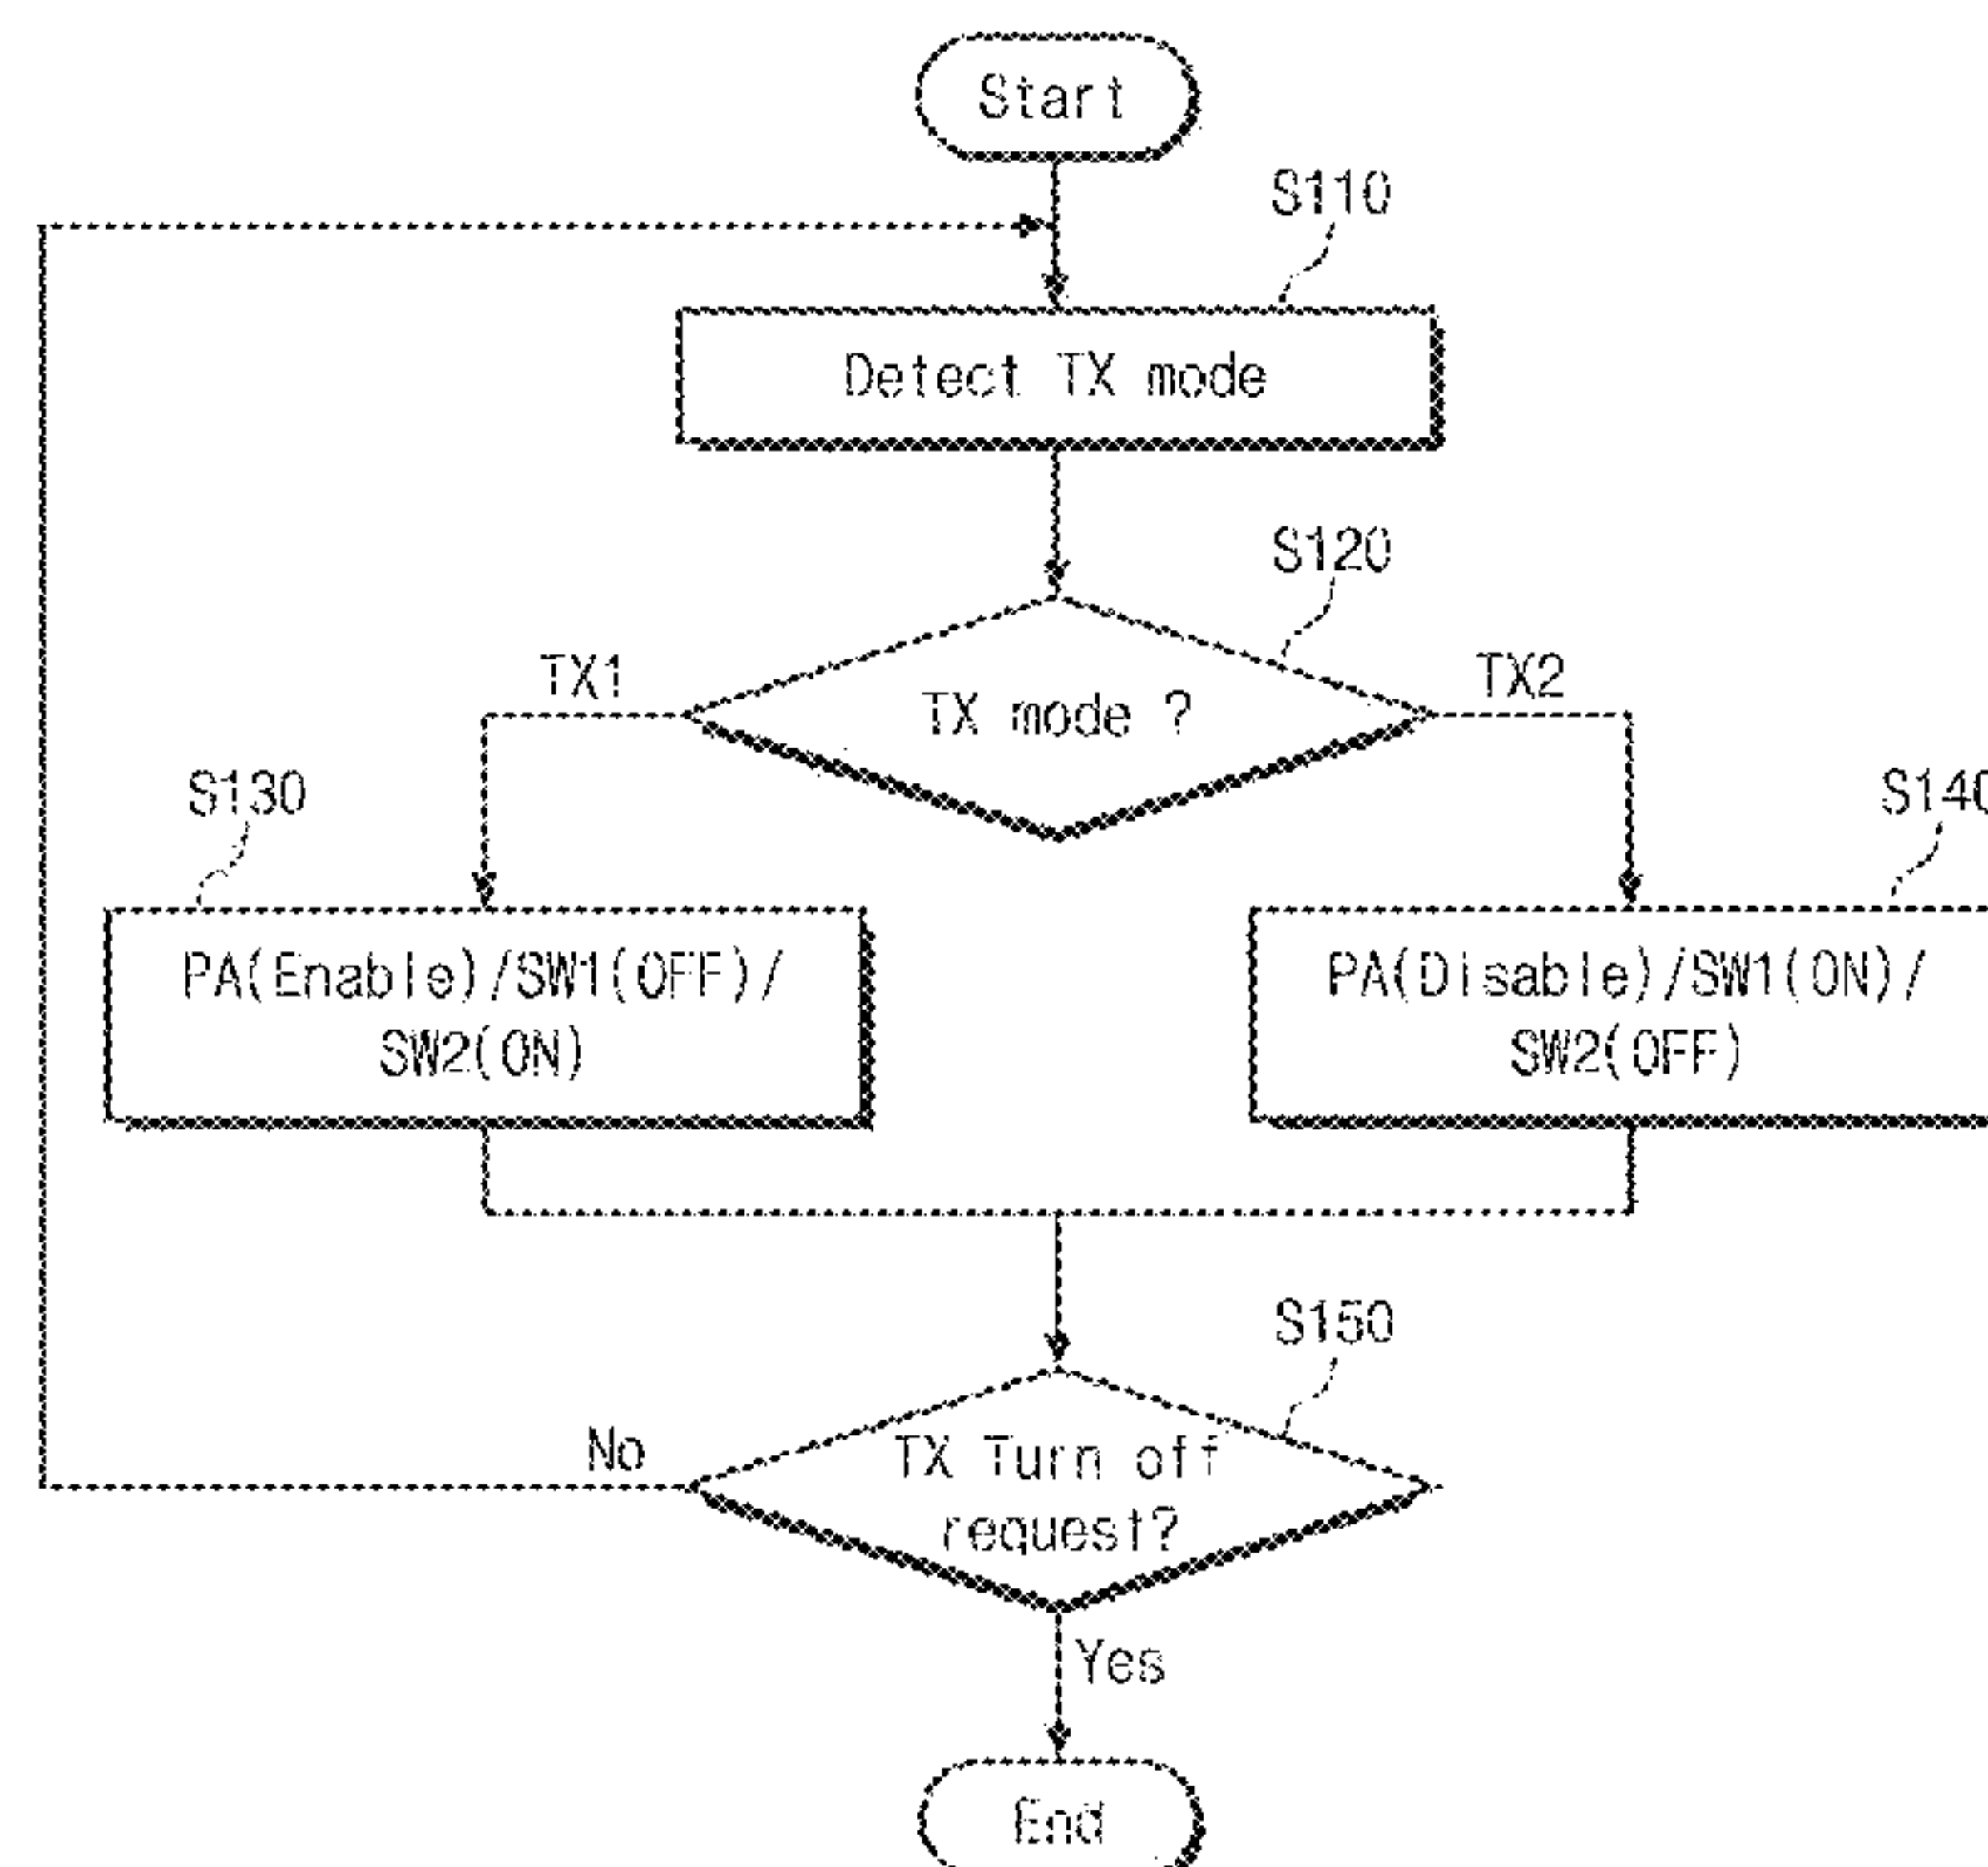 Start
S110
Detect TX mode
S120
TX1
TX mode ?
TX2
S130
S140
PA(Enable)/SW1(OFF)/
SW2(ON)
PA(Disable)/SW1(ON)/
SW2(OFF)
S150
No
TX Turn off
request?
Yes
End